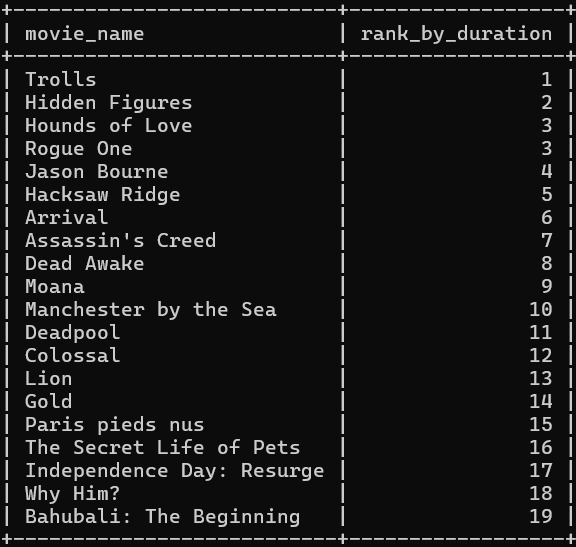 +---------------------------+------------------+
| movie_name                | rank_by_duration |
+---------------------------+------------------+
| Trolls                    |                1 |
| Hidden Figures            |                2 |
| Hounds of Love            |                3 |
| Rogue One                 |                3 |
| Jason Bourne              |                4 |
| Hacksaw Ridge             |                5 |
| Arrival                   |                6 |
| Assassin's Creed          |                7 |
| Dead Awake                |                8 |
| Moana                     |                9 |
| Manchester by the Sea     |               10 |
| Deadpool                  |               11 |
| Colossal                  |               12 |
| Lion                      |               13 |
| Gold                      |               14 |
| Paris pieds nus           |               15 |
| The Secret Life of Pets   |               16 |
| Independence Day: Resurge |               17 |
| Why Him?                  |               18 |
| Bahubali: The Beginning   |               19 |
+---------------------------+------------------+